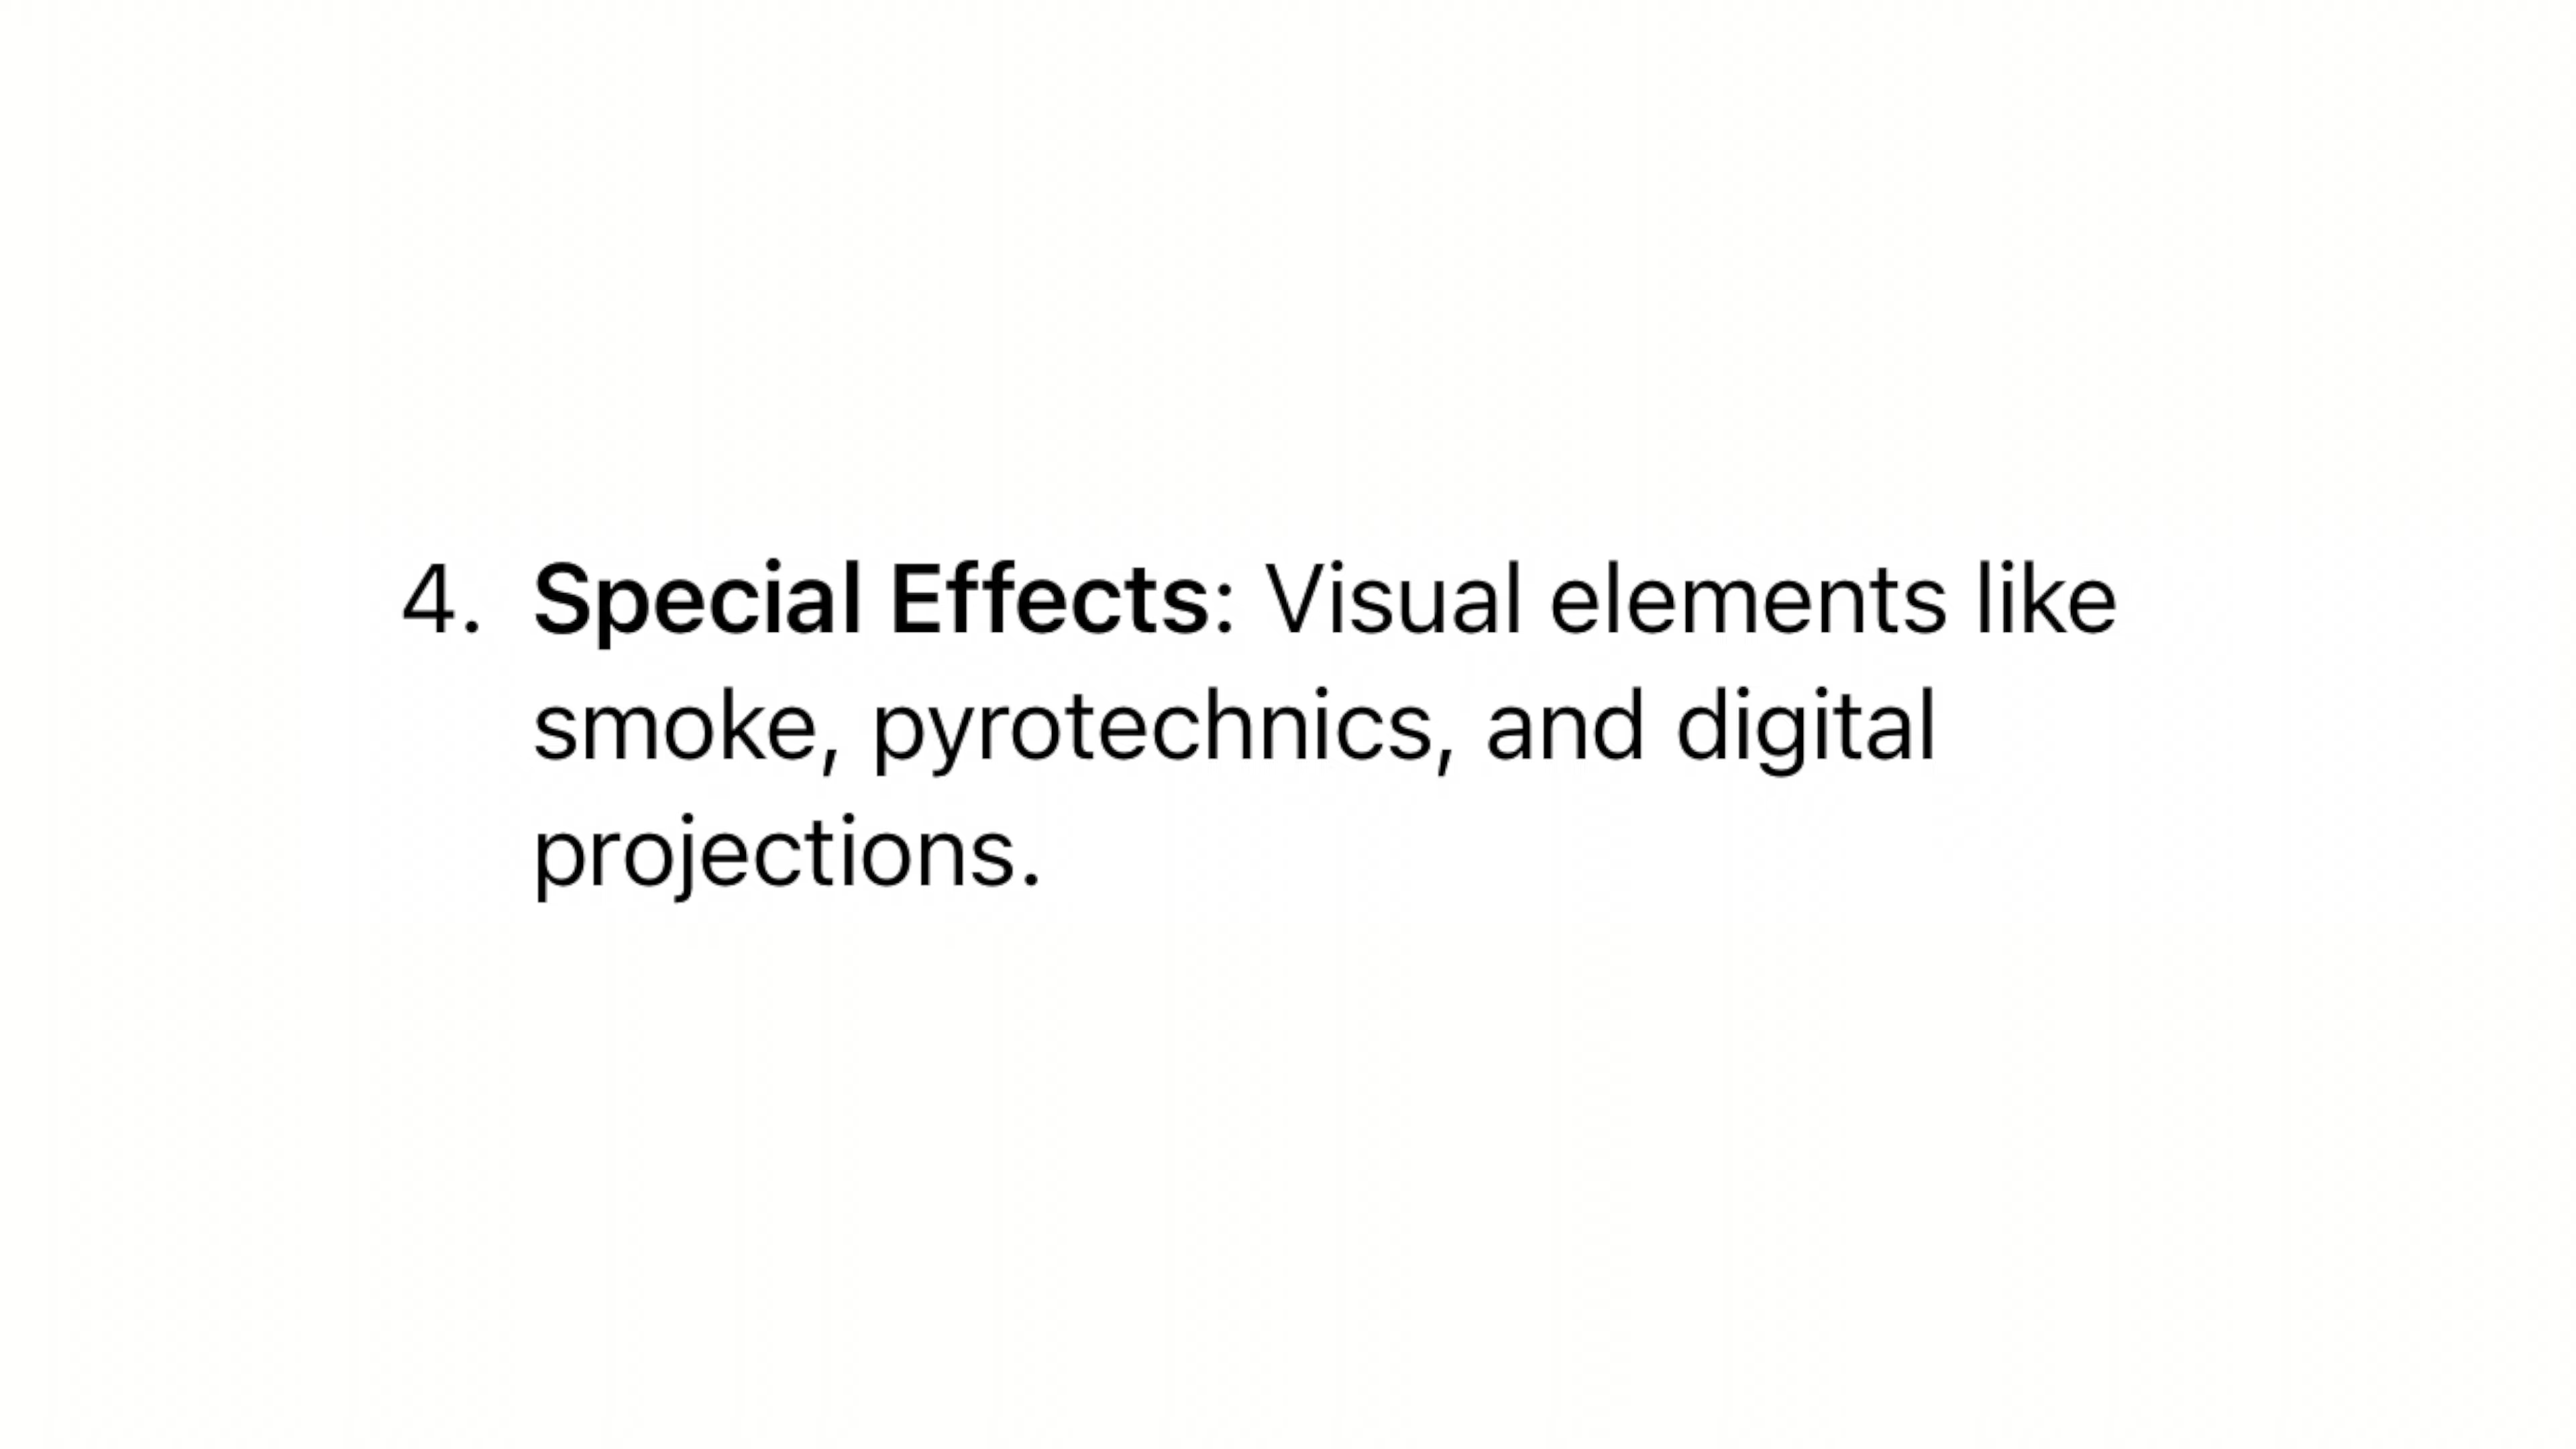 4. Special Effects: Visual elements like
smoke, pyrotechnics, and digital
projections.